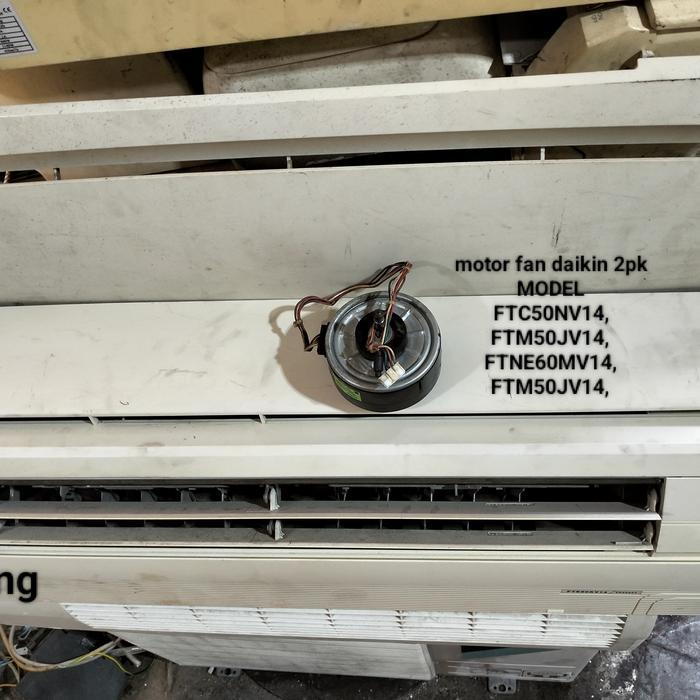 motor fan daikin 2pk
MODEL
FTC50NV14,
FTM50JV14,
FTNE60MV14,
FTM50JV14,
ng